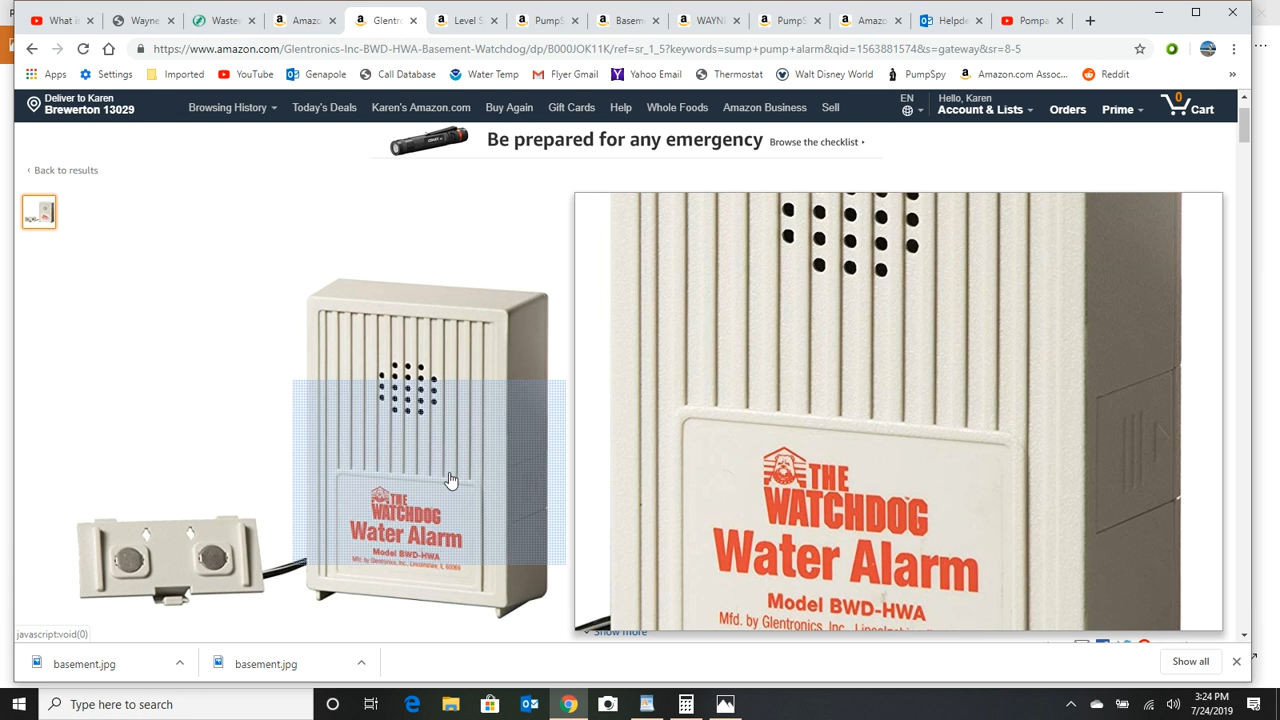 What is
Wayne
Waste
Amazo
Glentro
Level S
PumpS
Basem
WAYN
PumpS
Amazo
Helpde
Pompa
https://www.amazon.com/Glentronics-Inc-BWD-HWA-Basement-Watchdog/dp/B000JOK11K/ref=sr_1_5?keywords=sump+pump+alarm&qid=1563881574&s=gateway&sr=8-5
Apps
Settings
Imported
YouTube
Genapole
Call Database
Water Temp
Flyer Gmail
Yahoo Email
Thermostat
Walt Disney World
PumpSpy
Amazon.com Assoc...
Reddit
»
Deliver to Karen
Brewerton 13029
Browsing History
Today's Deals
Karen's Amazon.com
Buy Again
Gift Cards
Help
Whole Foods
Amazon Business
Sell
EN
Hello, Karen
Account & Lists
Orders
Prime
0
Cart
Be prepared for any emergency
Browse the checklist ›
‹ Back to results
THE
WATCHDOG
Water Alarm
Model BWD-HWA
Mfd. by Glentronics, Inc., Lincolnshire, IL 60069
THE
WATCHDOG
Water Alarm
Model BWD-HWA
Mfd. by Glentronics, Inc.
Show more
javascript:void(0)
basement.jpg
basement.jpg
Show all
Type here to search
3:24 PM
7/24/2019